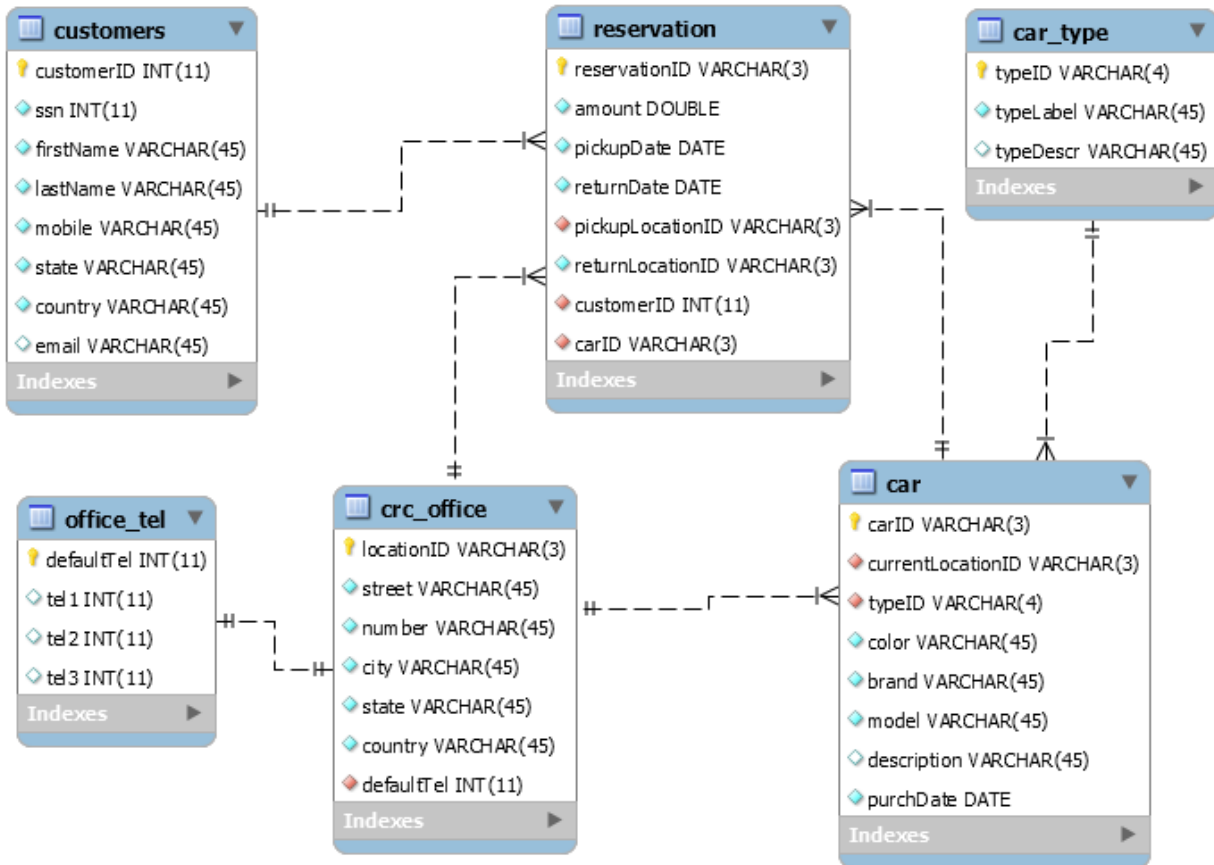 customers
customerID INT(11)
ssn INT(11)
firstName VARCHAR(45)
lastName VARCHAR(45)
mobile VARCHAR(45)
state VARCHAR(45)
country VARCHAR(45)
email VARCHAR(45)
Indexes
reservation
reservationID VARCHAR(3)
amount DOUBLE
pickupDate DATE
returnDate DATE
pickupLocationID VARCHAR(3)
returnLocationID VARCHAR(3)
customerID INT(11)
carID VARCHAR(3)
Indexes
car_type
typeID VARCHAR(4)
typeLabel VARCHAR(45)
typeDescr VARCHAR(45)
Indexes
office_tel
defaultTel INT(11)
tel1 INT(11)
tel2 INT(11)
tel3 INT(11)
Indexes
crc_office
locationID VARCHAR(3)
street VARCHAR(45)
number VARCHAR(45)
city VARCHAR(45)
state VARCHAR(45)
country VARCHAR(45)
defaultTel INT(11)
Indexes
car
carID VARCHAR(3)
currentLocationID VARCHAR(3)
typeID VARCHAR(4)
color VARCHAR(45)
brand VARCHAR(45)
model VARCHAR(45)
description VARCHAR(45)
purchDate DATE
Indexes